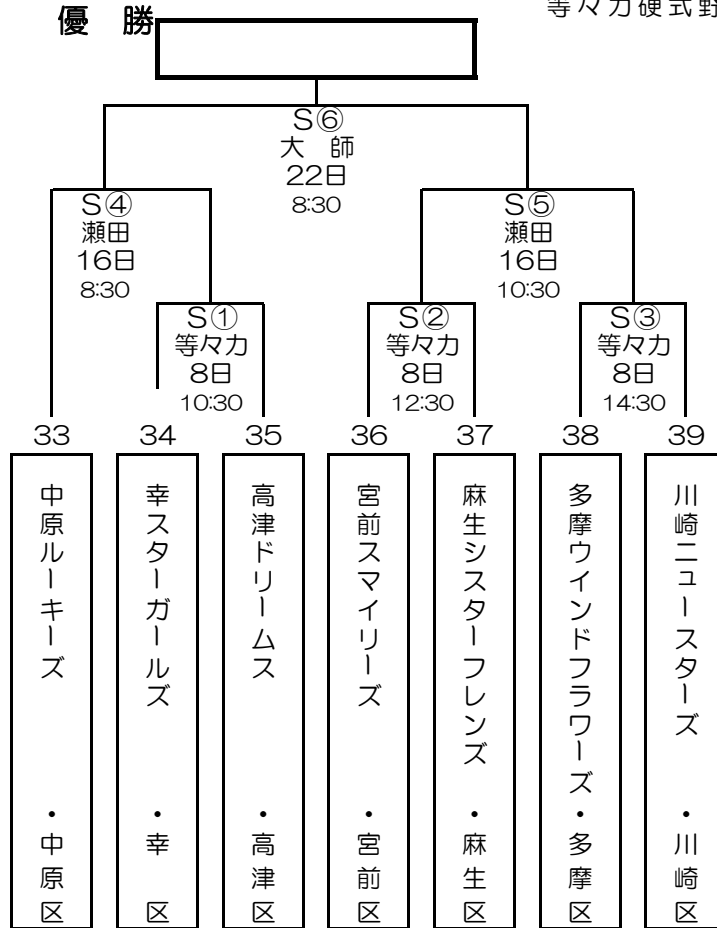 優 勝
等々力硬式野
S⑥
大 師
22日
8:30
S④
瀬田
16日
8:30
S⑤
瀬田
16日
10:30
S①
等々力
8日
10:30
S②
等々力
8日
12:30
S③
等々力
8日
14:30
33 34 35 36 37 38 39
中原ルーキーズ ・中原区
幸スターガールズ ・幸 区
高津ドリームス ・高津区
宮前スマイリーズ ・宮前区
麻生シスターフレンズ ・麻生区
多摩ウインドフラワーズ・多摩区
川崎ニュースターズ ・川崎区